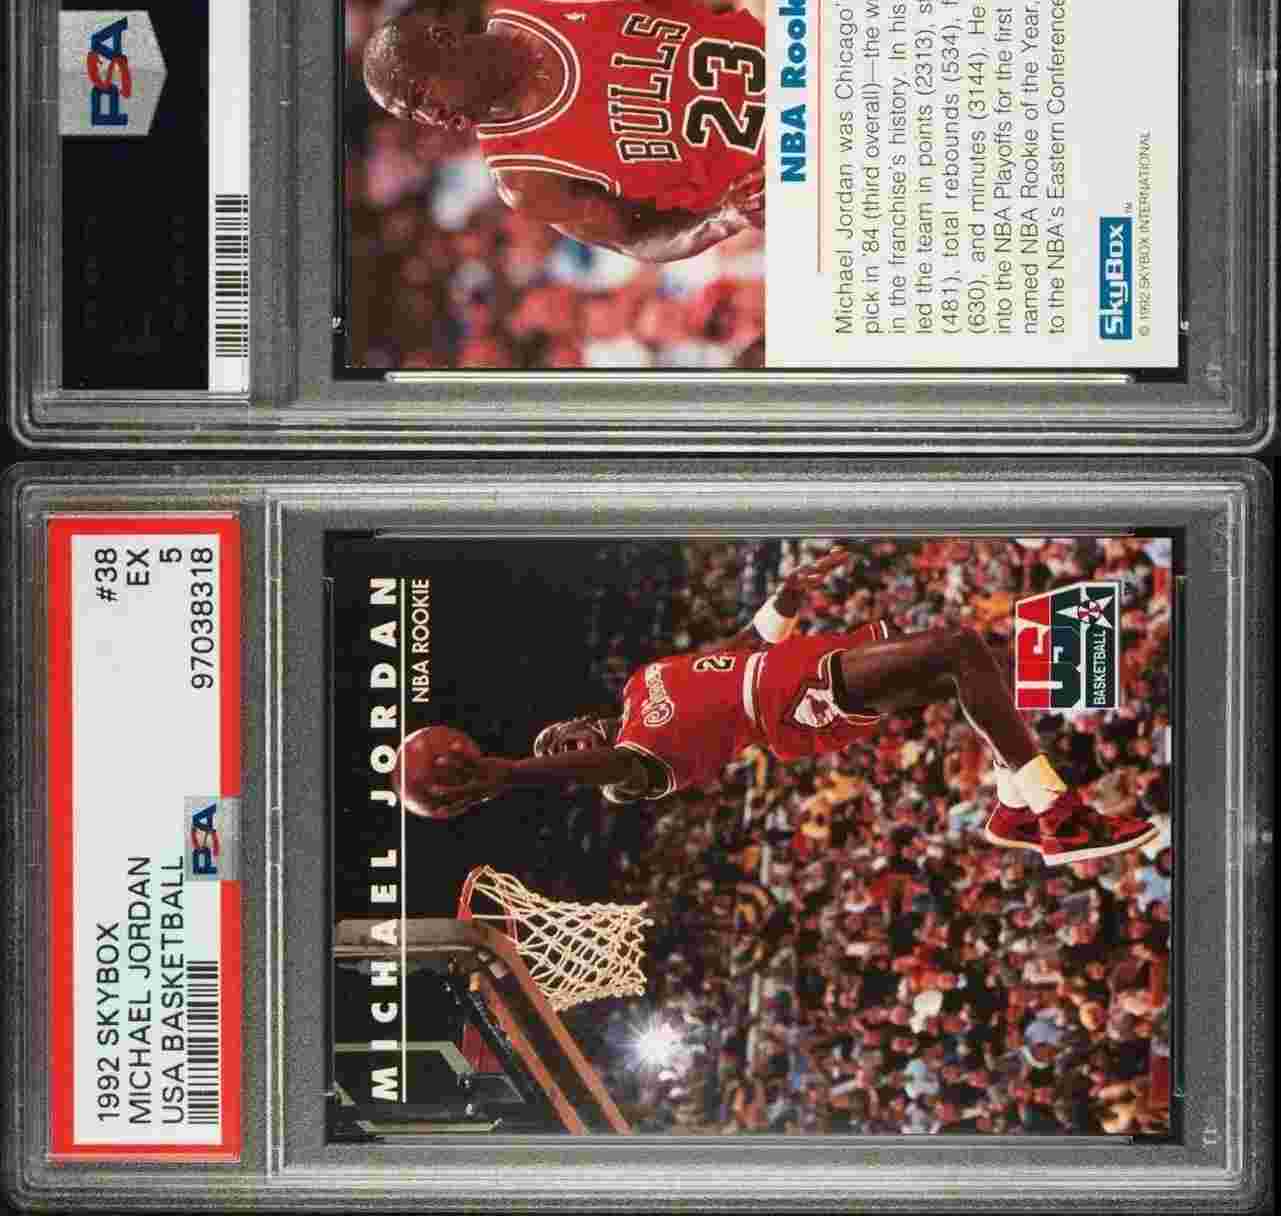 1992 SKYBOX #38
MICHAEL JORDAN EX
USA BASKETBALL 5
97038318
PSA
MICHAEL JORDAN
NBA ROOKIE
USA
BASKETBALL
PSA
BULLS
23
NBA Rook
Michael Jordan was Chicago'
pick in '84 (third overall)—the w
in the franchise's history. In his
led the team in points (2313), s
(481), total rebounds (534), f
(630), and minutes (3144). He
into the NBA Playoffs for the first
named NBA Rookie of the Year,
to the NBA's Eastern Conference
SkyBox™
© 1992 SKYBOX INTERNATIONAL